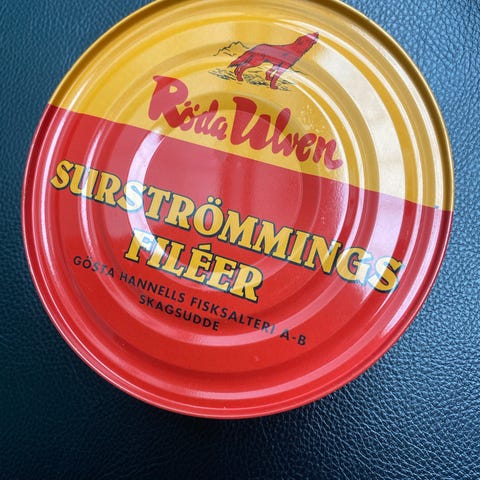 Röda Ulven
SURSTRÖMMINGS
FILÉER
GÖSTA HANNELLS FISKSALTERI A-B
SKAGSUDDE